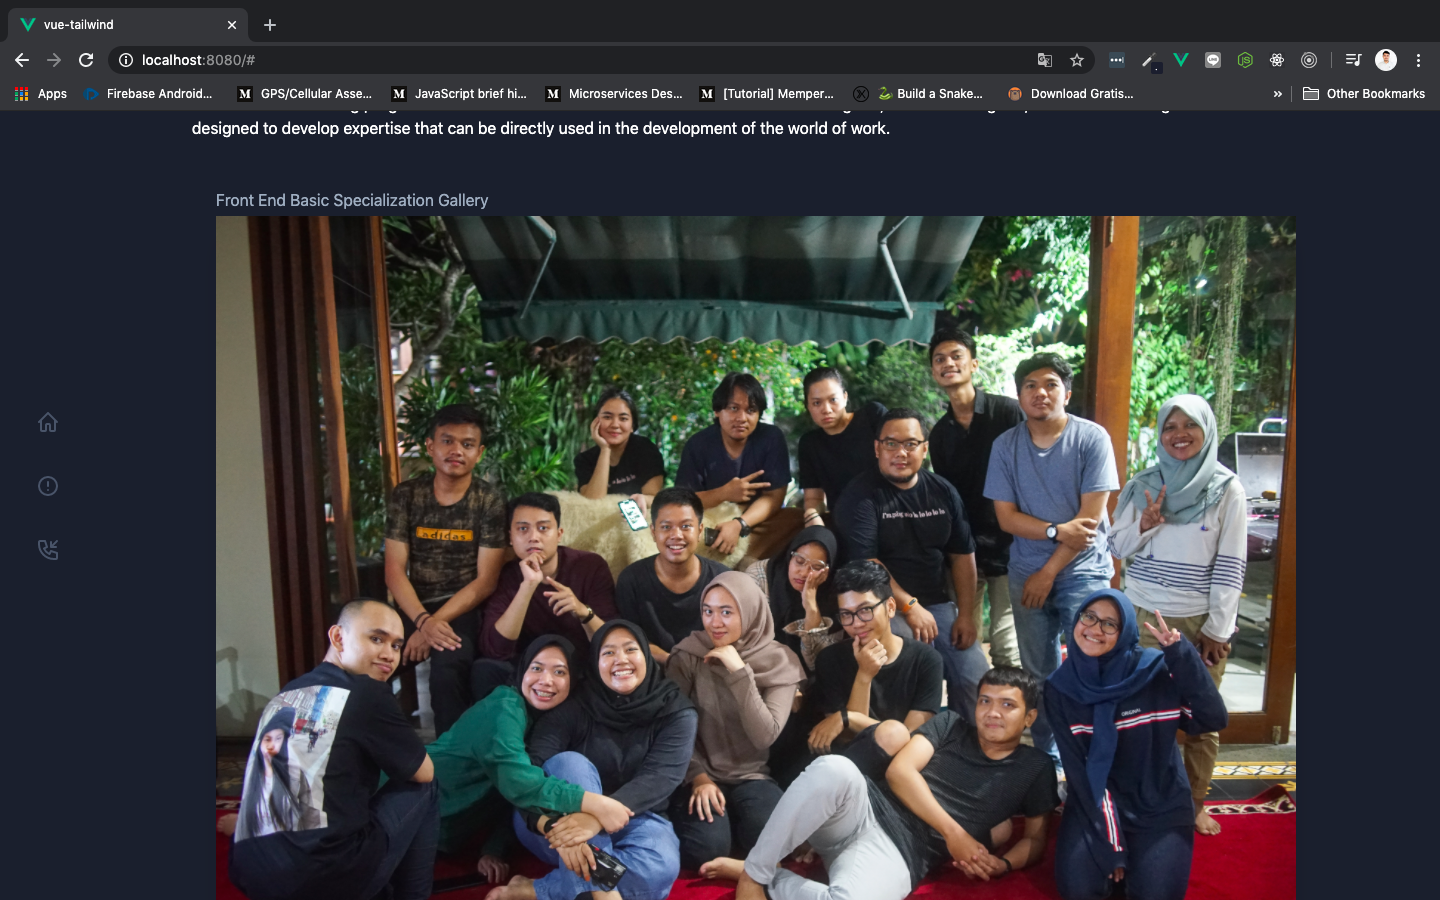 vue-tailwind
localhost:8080/#
Apps
Firebase Android...
GPS/Cellular Asse...
JavaScript brief hi...
Microservices Des...
[Tutorial] Memper...
Build a Snake...
Download Gratis...
»
Other Bookmarks
designed to develop expertise that can be directly used in the development of the world of work.
Front End Basic Specialization Gallery
adidas
ORIGINAL